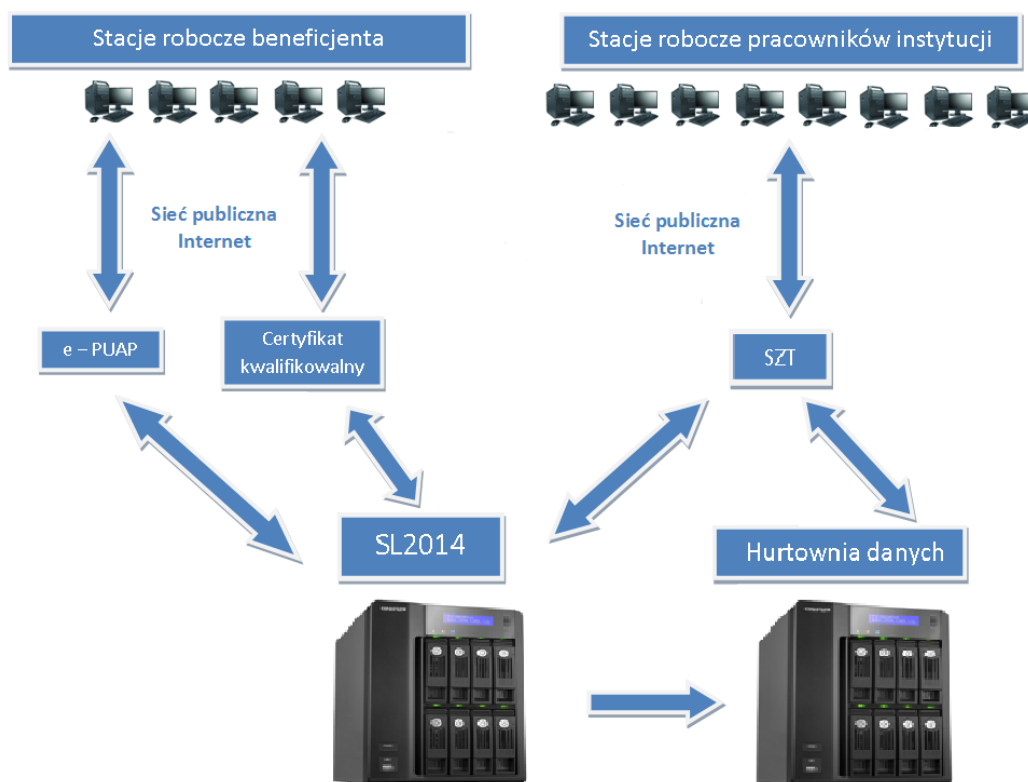 Stacje robocze beneficjenta
Stacje robocze pracowników instytucji
Sieć publiczna
Internet
Sieć publiczna
Internet
e – PUAP
Certyfikat
kwalifikowalny
SZT
SL2014
Hurtownia danych